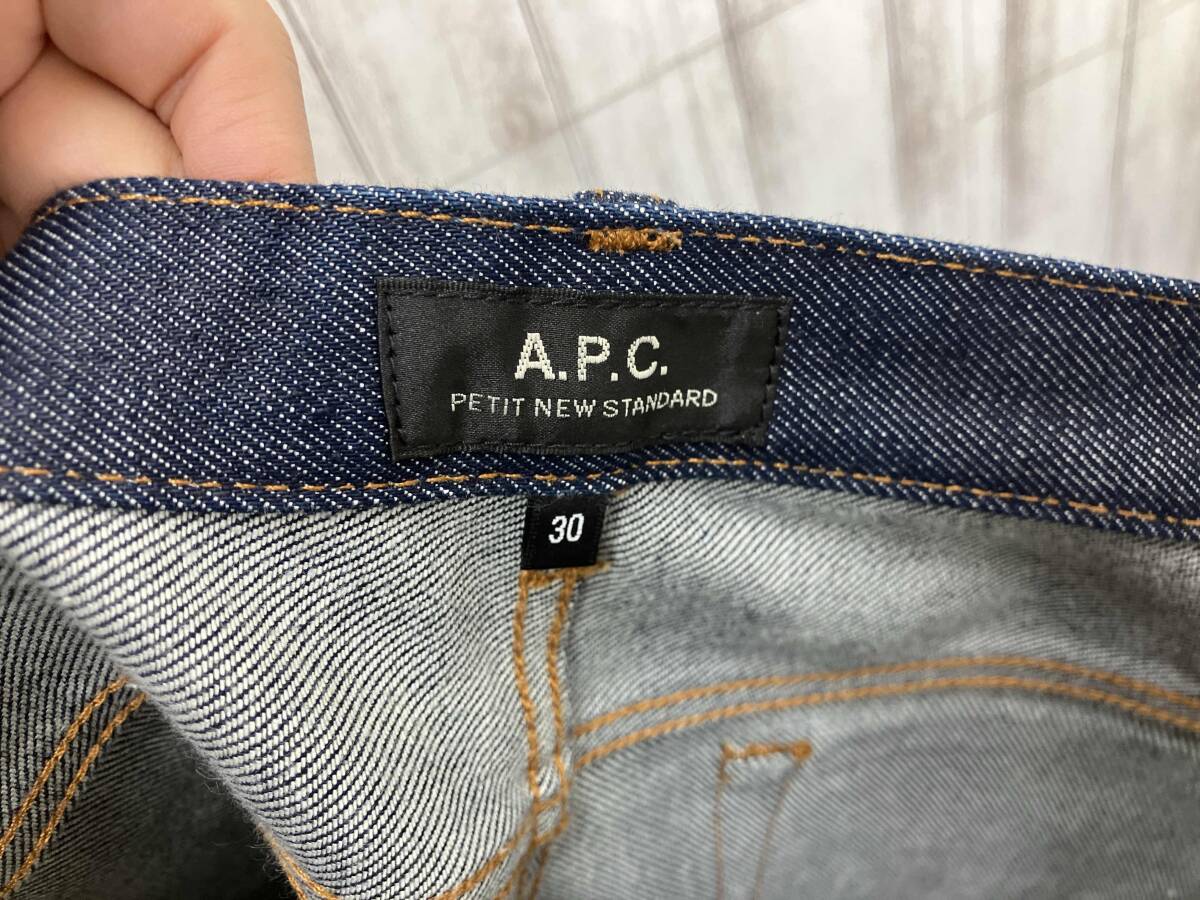 A.P.C.
PETIT NEW STANDARD
30